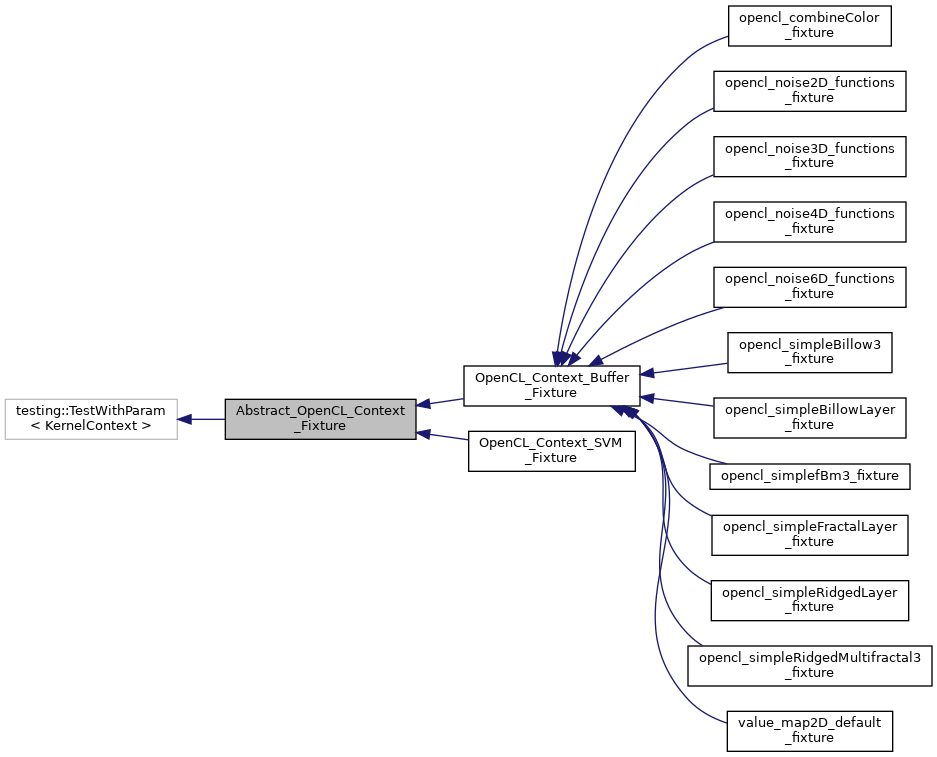 testing::TestWithParam
< KernelContext >
Abstract_OpenCL_Context
_Fixture
OpenCL_Context_Buffer
_Fixture
OpenCL_Context_SVM
_Fixture
opencl_combineColor
_fixture
opencl_noise2D_functions
_fixture
opencl_noise3D_functions
_fixture
opencl_noise4D_functions
_fixture
opencl_noise6D_functions
_fixture
opencl_simpleBillow3
_fixture
opencl_simpleBillowLayer
_fixture
opencl_simplefBm3_fixture
opencl_simpleFractalLayer
_fixture
opencl_simpleRidgedLayer
_fixture
opencl_simpleRidgedMultifractal3
_fixture
value_map2D_default
_fixture